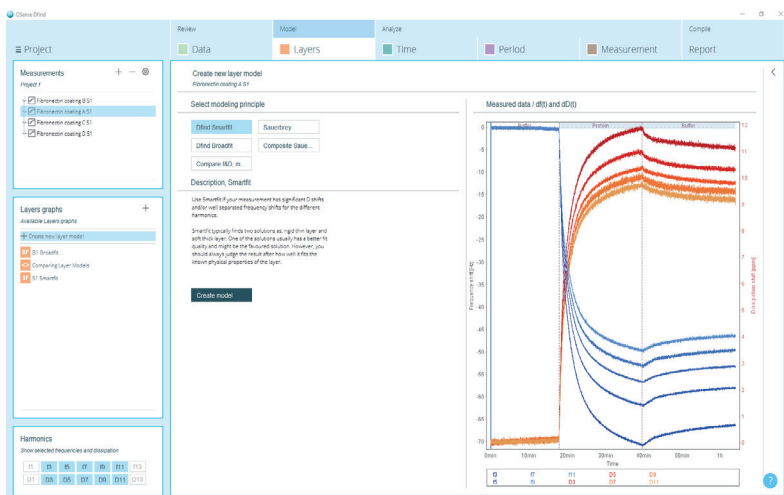 QSense Dfind
Review
Model
Analyze
Compile
≡ Project
Data
Layers
Time
Period
Measurement
Report
Measurements
Project 1
Fibronectin coating B S1
Fibronectin coating A S1
Fibronectin coating C S1
Fibronectin coating D S1
Layers graphs
Available Layers graphs
Create new layer model
B1 Broadfit
Comparing Layer Models
S1 Smartfit
Harmonics
Show selected frequencies and dissipation
f1 f3 f5 f7 f9 f11 f13
D1 D3 D5 D7 D9 D11 D13
Create new layer model
Fibronectin coating A S1
Select modeling principle
Dfind Smartfit
Sauerbrey
Dfind Broadfit
Composite Saue...
Compare f&D, m...
Description, Smartfit
Use Smartfit if your measurement has significant D shifts
and/or well separated frequency shifts for the different
harmonics.
Smartfit typically finds two solutions as, rigid thin layer and
soft thick layer. One of the solutions usually has a better fit
quality and might be the favoured solution. However, you
should always judge the result after how well it fits the
known physical properties of the layer.
Create model
Measured data / df(t) and dD(t)
Buffer
Protein
Buffer
Frequency shift [Hz]
0
-5
-10
-15
-20
-25
-30
-35
-40
-45
-50
-55
-60
-65
-70
12
11
10
9
8
7
6
5
4
3
2
1
0
Dissipation shift [ppm]
0min 10min 20min 30min 40min 50min 1h
Time
f3 f7 f11 D5 D9
f5 f9 D3 D7 D11
?